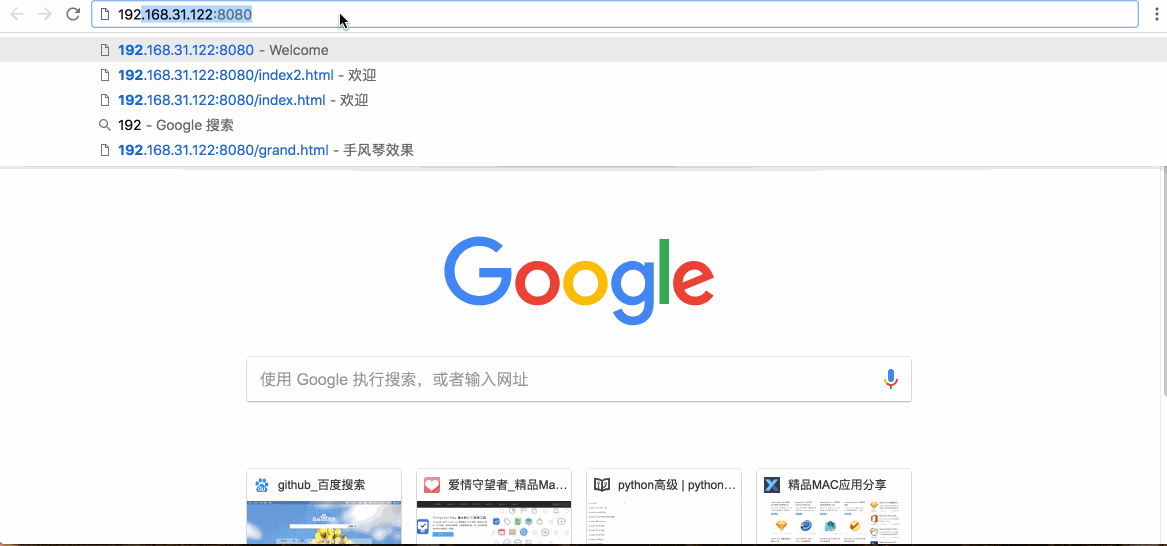 192.168.31.122:8080
192.168.31.122:8080 - Welcome
192.168.31.122:8080/index2.html - 欢迎
192.168.31.122:8080/index.html - 欢迎
192 - Google 搜索
192.168.31.122:8080/grand.html - 手风琴效果
Google
使用 Google 执行搜索，或者输入网址
github_百度搜索
爱情守望者_精品Ma...
python高级 | python...
精品MAC应用分享